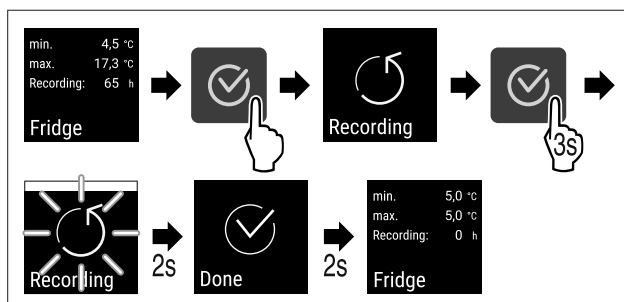 min. 4,5 °C
max. 17,3 °C
Recording: 65 h
Fridge
Recording
3s
Recording
2s
Done
2s
min. 5,0 °C
max. 5,0 °C
Recording: 0 h
Fridge